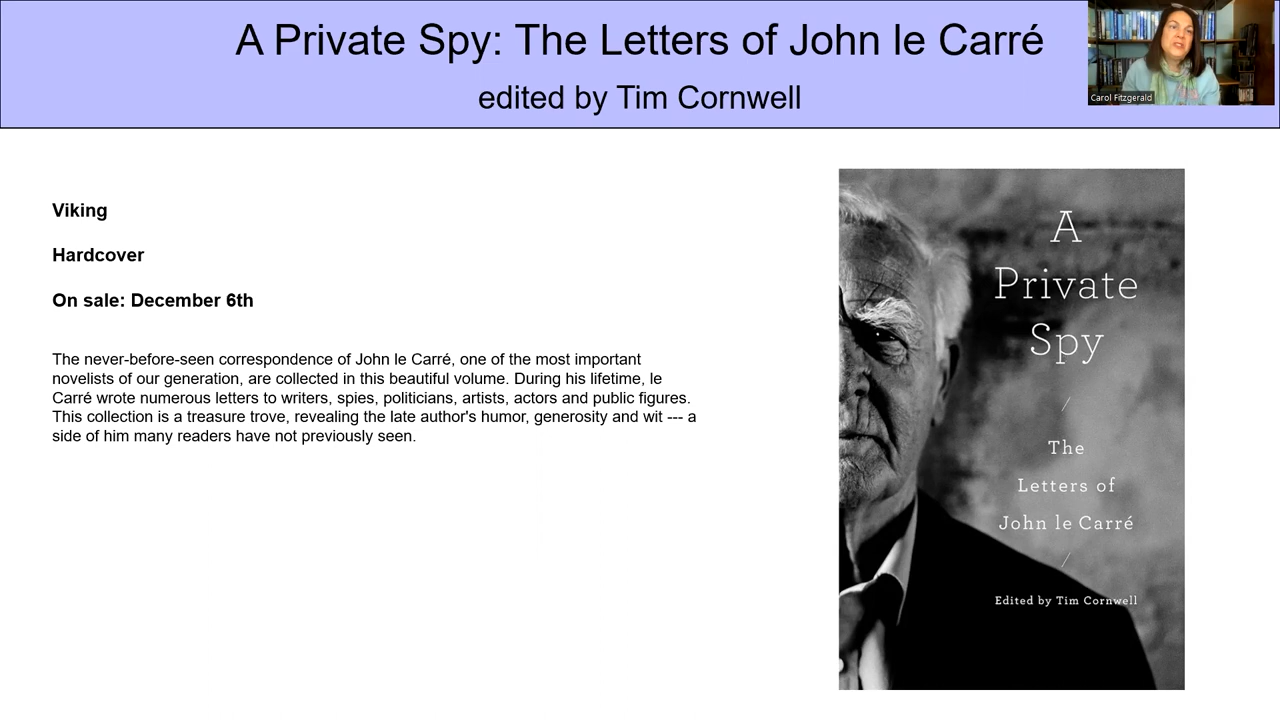 A Private Spy: The Letters of John le Carré
edited by Tim Cornwell
Carol Fitzgerald
Viking
Hardcover
On sale: December 6th
The never-before-seen correspondence of John le Carré, one of the most important
novelists of our generation, are collected in this beautiful volume. During his lifetime, le
Carré wrote numerous letters to writers, spies, politicians, artists, actors and public figures.
This collection is a treasure trove, revealing the late author's humor, generosity and wit --- a
side of him many readers have not previously seen.
A
Private
Spy
/
The
Letters of
John le Carré
/
Edited by Tim Cornwell